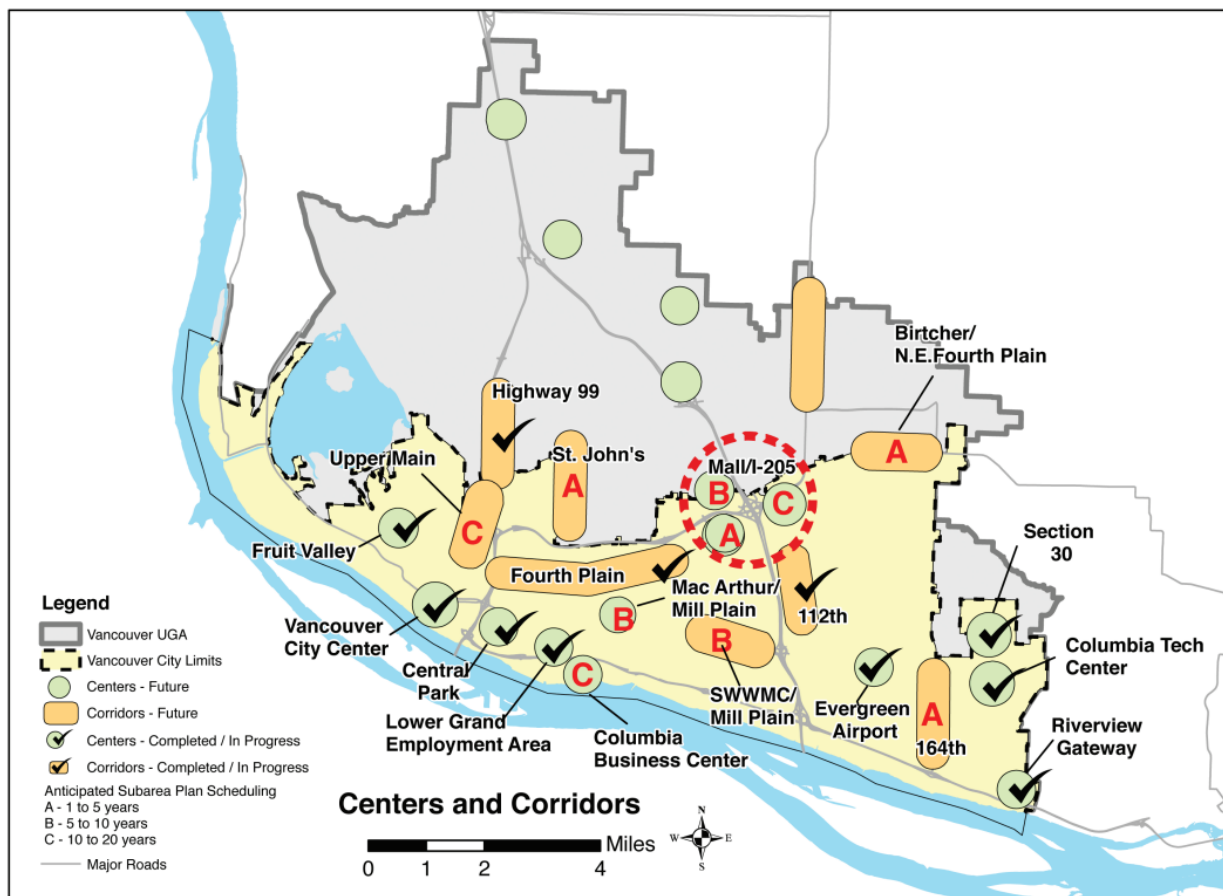 Birtcher/
N.E.Fourth Plain
Highway 99
St. John's
A
Upper Main
A
Mall/I-205
B
C
C
A
Fruit Valley
Section
30
Fourth Plain
Mac Arthur/
Mill Plain
B
112th
Vancouver
City Center
B
Columbia Tech
Center
Central
Park
C
SWWMC/
Mill Plain
Evergreen
Airport
A
164th
Lower Grand
Employment Area
Columbia
Business Center
Riverview
Gateway
Legend
Vancouver UGA
Vancouver City Limits
Centers - Future
Corridors - Future
Centers - Completed / In Progress
Corridors - Completed / In Progress
Anticipated Subarea Plan Scheduling
A - 1 to 5 years
B - 5 to 10 years
C - 10 to 20 years
Major Roads
Centers and Corridors
Miles
0 1 2 4
N
W E
S